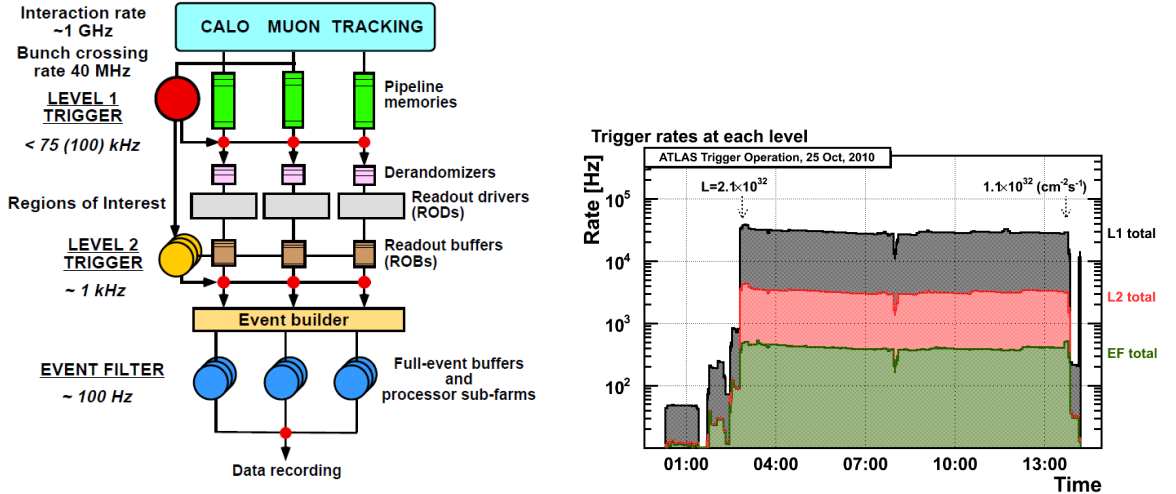 Interaction rate
~1 GHz
CALO MUON TRACKING
Bunch crossing
rate 40 MHz
LEVEL 1
TRIGGER
Pipeline
memories
< 75 (100) kHz
Derandomizers
Regions of Interest
Readout drivers
(RODs)
LEVEL 2
TRIGGER
Readout buffers
(ROBs)
~ 1 kHz
Event builder
EVENT FILTER
~ 100 Hz
Full-event buffers
and
processor sub-farms
Data recording
Trigger rates at each level
ATLAS Trigger Operation, 25 Oct, 2010
Rate [Hz]
L=2.1×10³²
1.1×10³² (cm⁻²s⁻¹)
10⁵
L1 total
10⁴
L2 total
10³
EF total
10²
01:00 04:00 07:00 10:00 13:00
Time